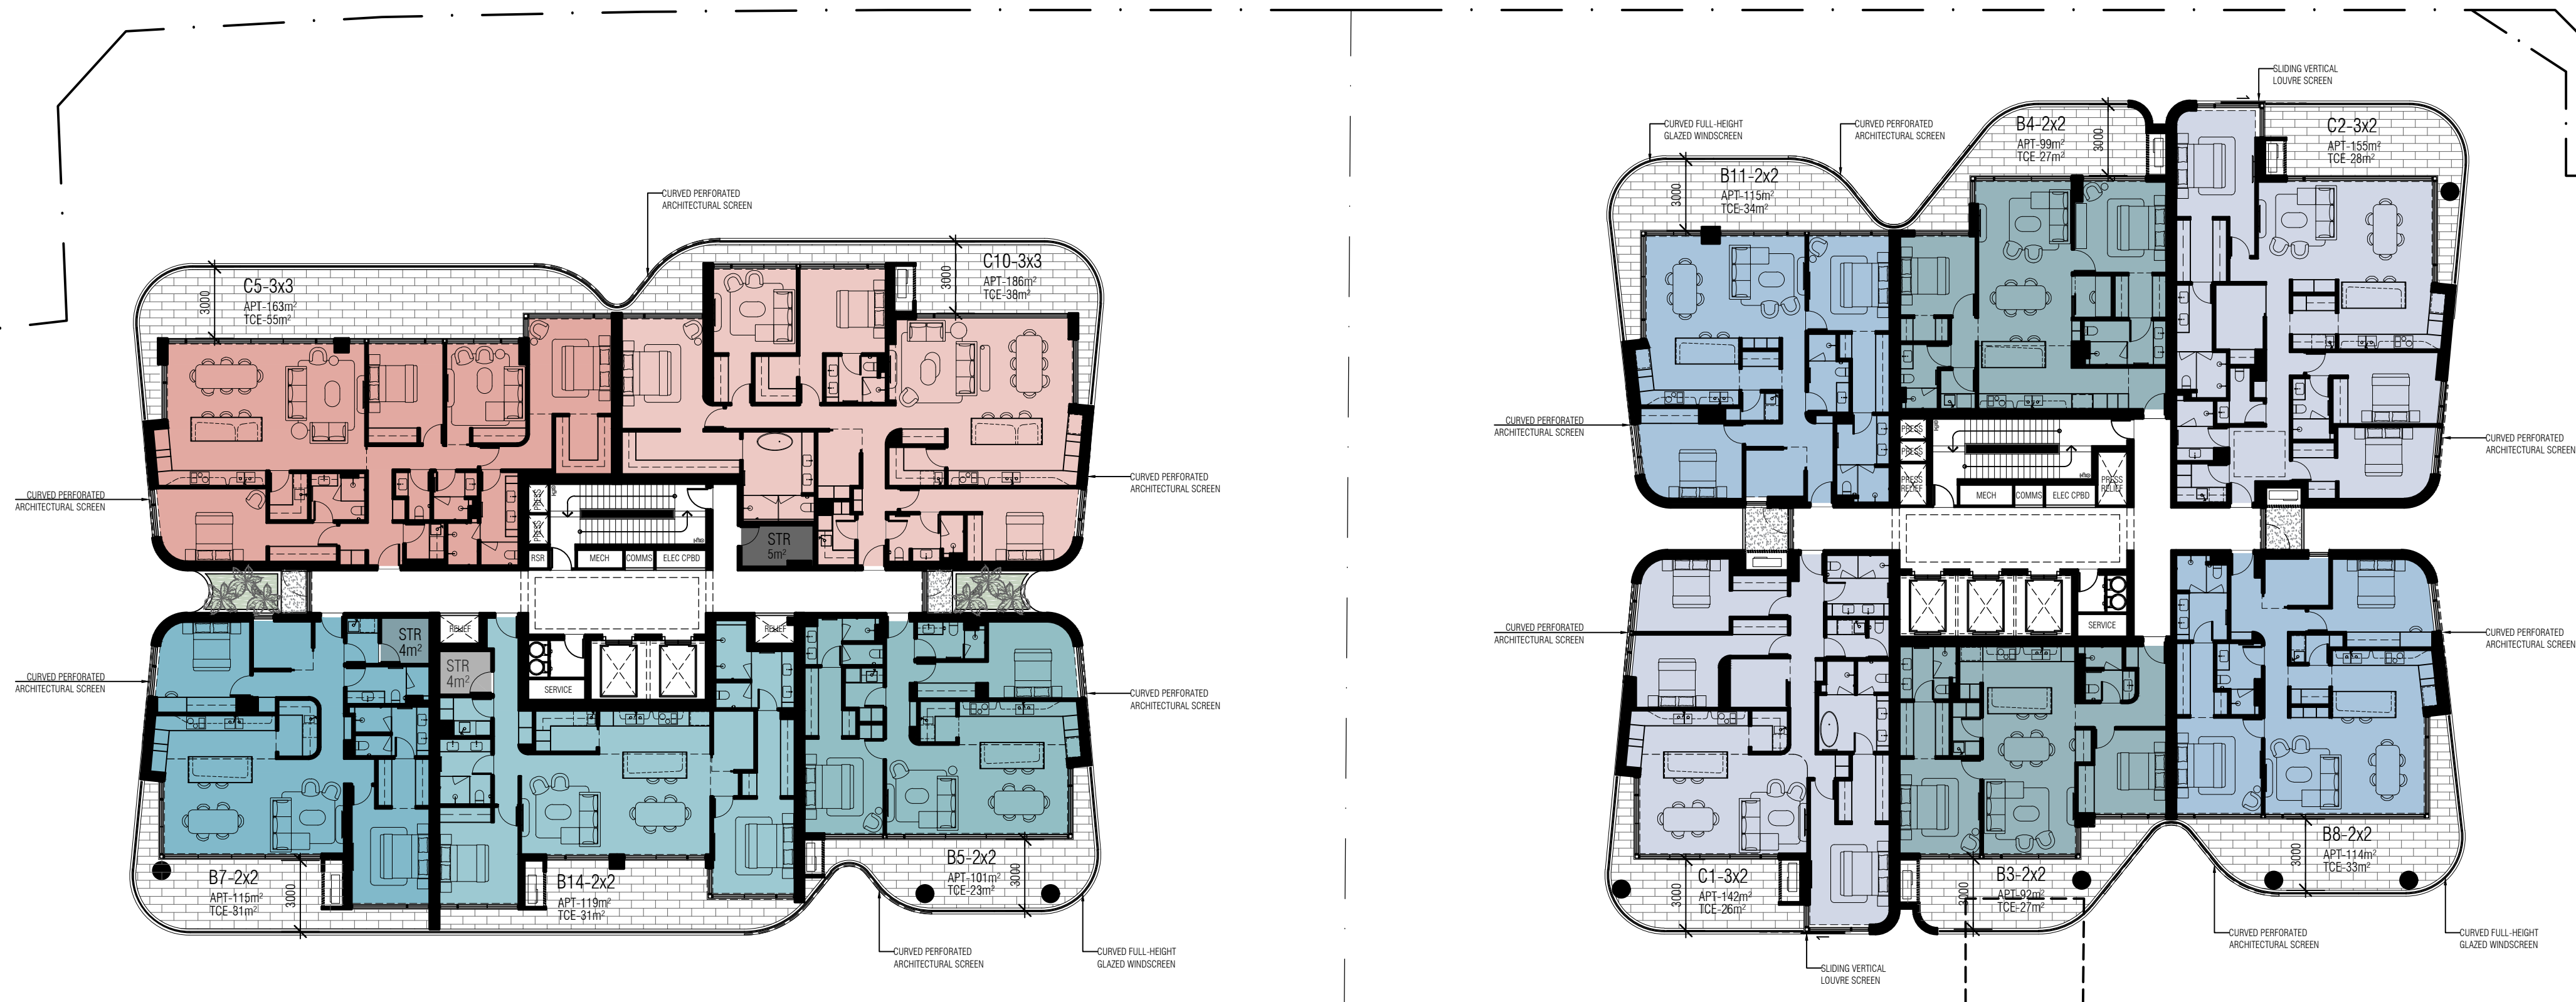 SLIDING VERTICAL
LOUVRE SCREEN
CURVED FULL-HEIGHT
GLAZED WINDSCREEN
CURVED PERFORATED
ARCHITECTURAL SCREEN
B4-2x2
APT-99m²
TCE-27m²
3000
C2-3x2
APT-155m²
TCE-28m²
B11-2x2
APT-115m²
TCE-34m²
3000
CURVED PERFORATED
ARCHITECTURAL SCREEN
C5-3x3
APT-163m²
TCE-55m²
3000
C10-3x3
APT-186m²
TCE-38m²
3000
CURVED PERFORATED
ARCHITECTURAL SCREEN
CURVED PERFORATED
ARCHITECTURAL SCREEN
CURVED PERFORATED
ARCHITECTURAL SCREEN
CURVED PERFORATED
ARCHITECTURAL SCREEN
PRESS
PRESS
RSR
MECH
COMMS
ELEC CPBD
STR
5m²
PRESS
PRESS
PRESS
RELIEF
MECH
COMMS
ELEC CPBD
PRESS
RELIEF
STR
4m²
RELIEF
STR
4m²
SERVICE
RELIEF
SERVICE
CURVED PERFORATED
ARCHITECTURAL SCREEN
CURVED PERFORATED
ARCHITECTURAL SCREEN
CURVED PERFORATED
ARCHITECTURAL SCREEN
CURVED PERFORATED
ARCHITECTURAL SCREEN
B7-2x2
APT-115m²
TCE-31m²
3000
B14-2x2
APT-119m²
TCE-31m²
B5-2x2
APT-101m²
TCE-23m²
3000
C1-3x2
APT-142m²
TCE-26m²
3000
B3-2x2
APT-92m²
TCE-27m²
3000
B8-2x2
APT-114m²
TCE-33m²
3000
CURVED PERFORATED
ARCHITECTURAL SCREEN
CURVED FULL-HEIGHT
GLAZED WINDSCREEN
SLIDING VERTICAL
LOUVRE SCREEN
CURVED PERFORATED
ARCHITECTURAL SCREEN
CURVED FULL-HEIGHT
GLAZED WINDSCREEN